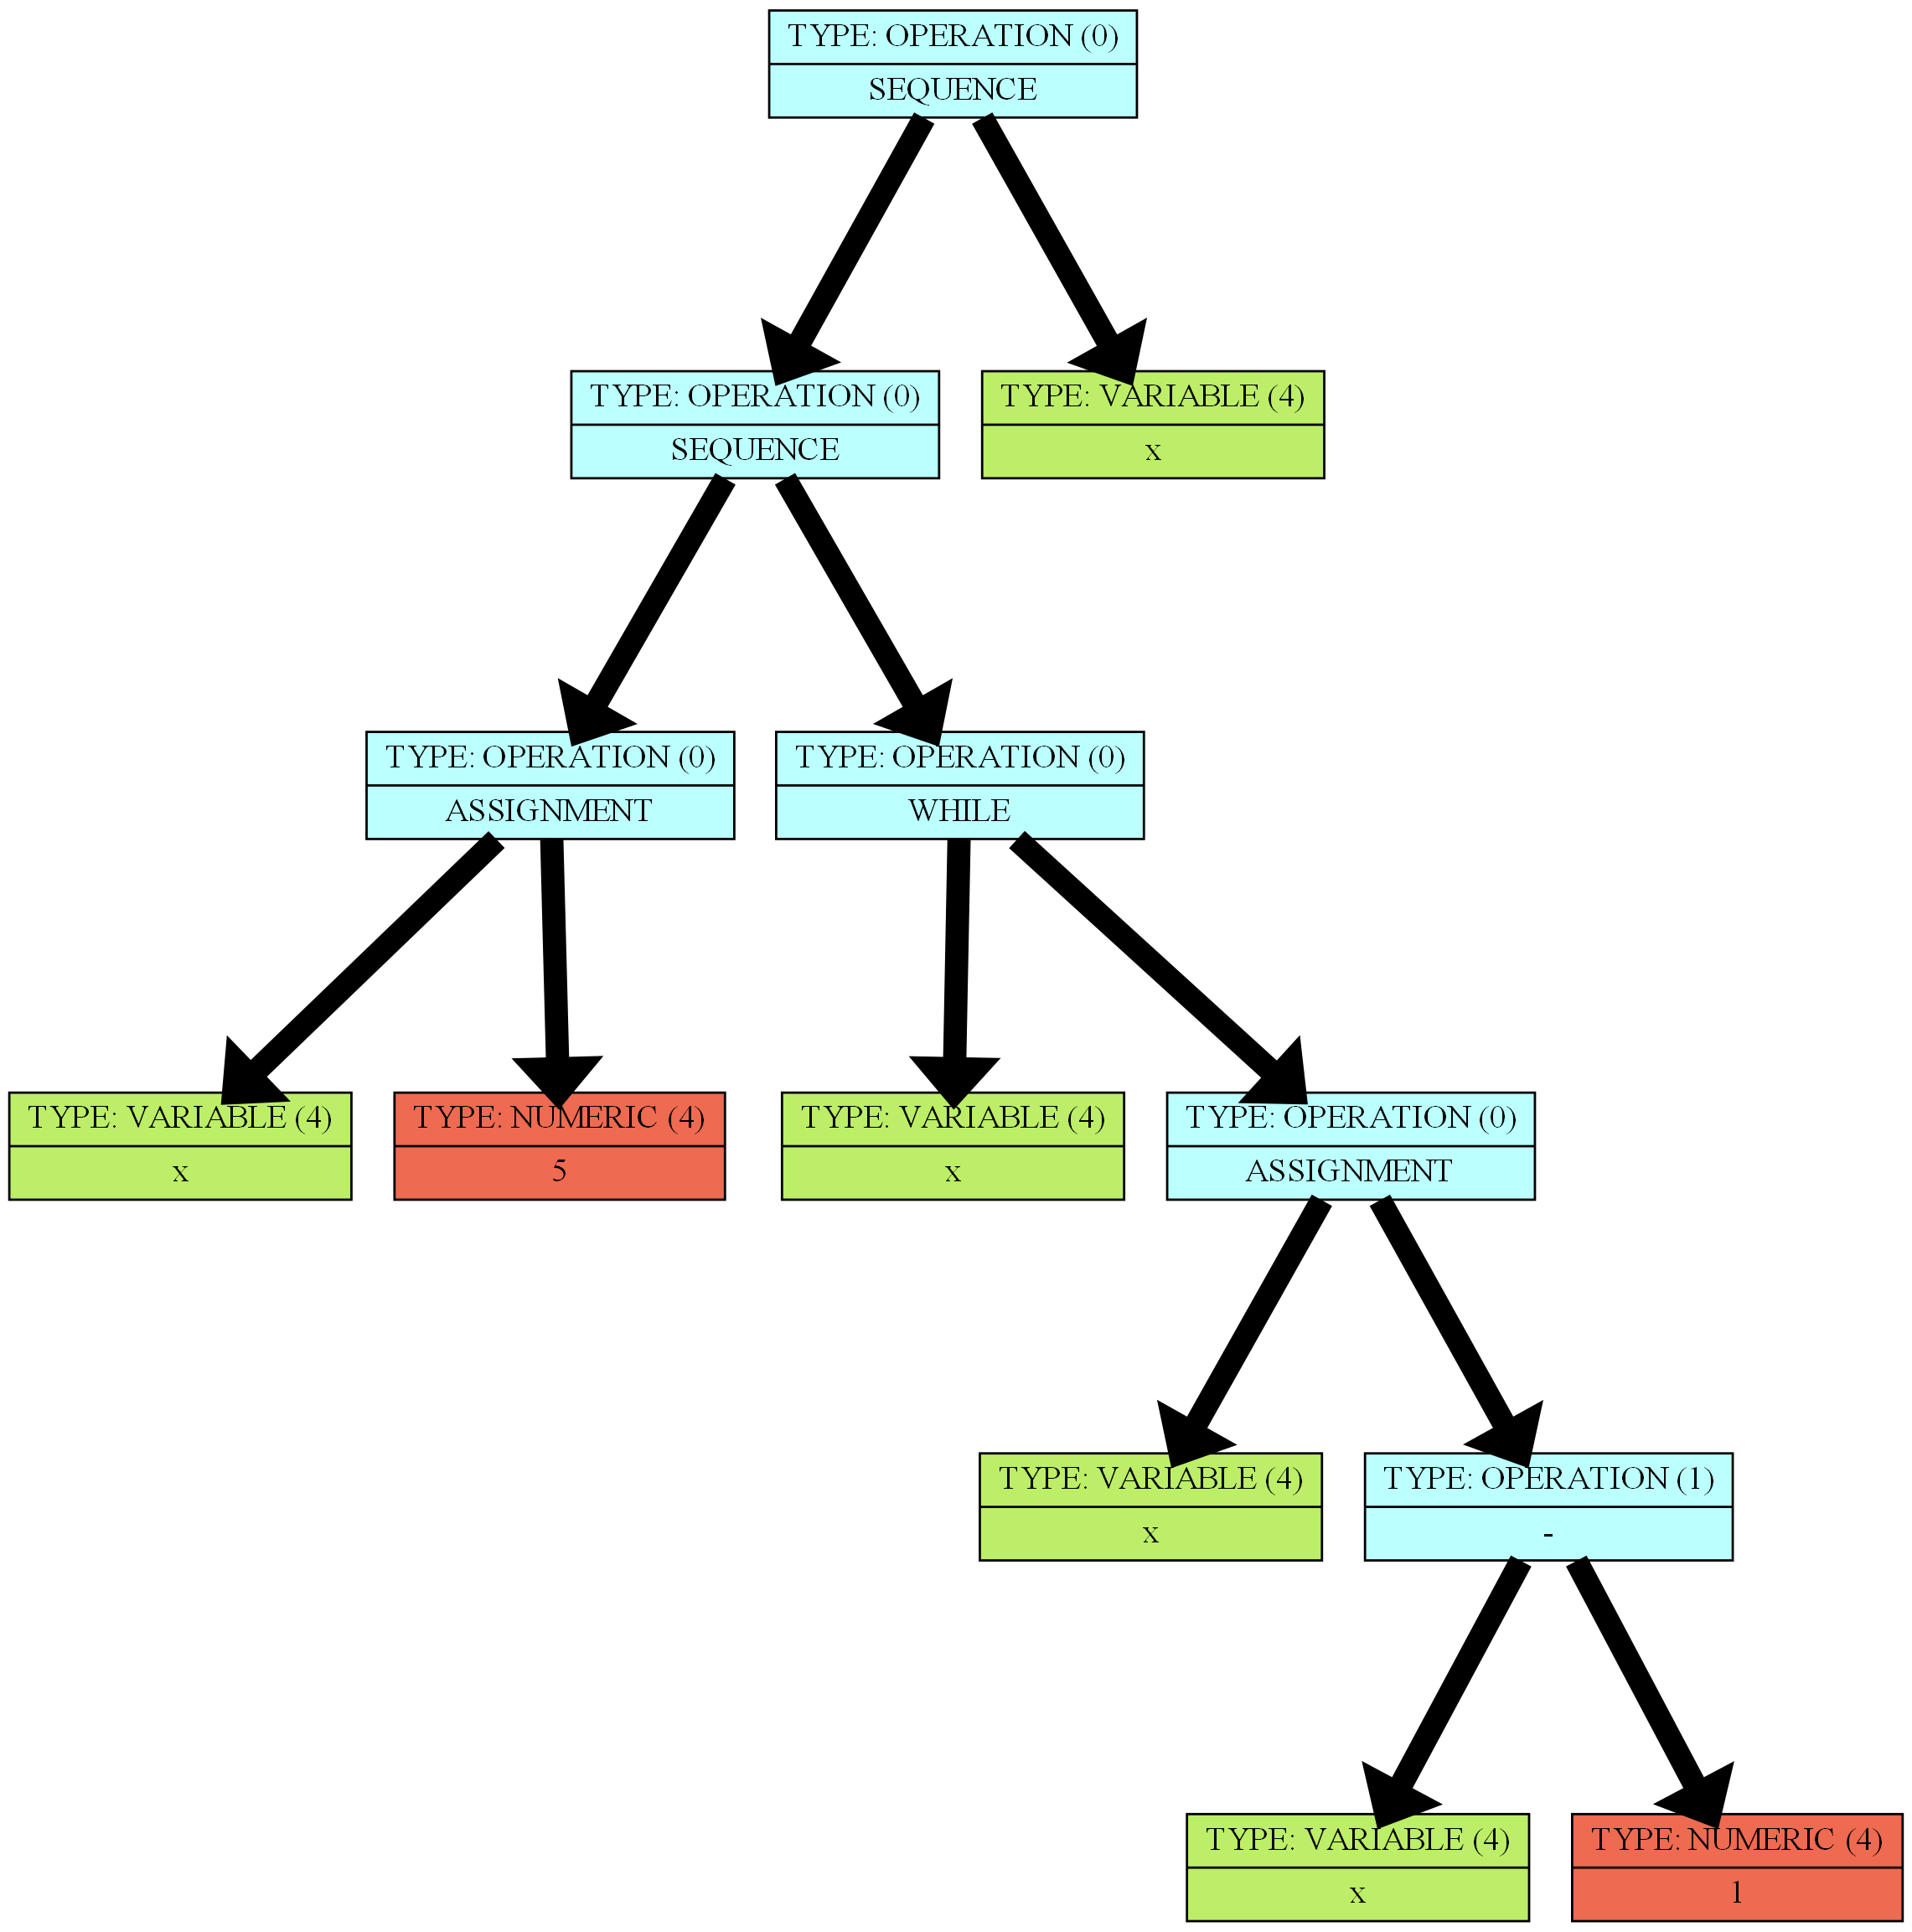 TYPE: OPERATION (0)
SEQUENCE
TYPE: OPERATION (0)
SEQUENCE
TYPE: VARIABLE (4)
x
TYPE: OPERATION (0)
ASSIGNMENT
TYPE: OPERATION (0)
WHILE
TYPE: VARIABLE (4)
x
TYPE: NUMERIC (4)
5
TYPE: VARIABLE (4)
x
TYPE: OPERATION (0)
ASSIGNMENT
TYPE: VARIABLE (4)
x
TYPE: OPERATION (1)
-
TYPE: VARIABLE (4)
x
TYPE: NUMERIC (4)
1